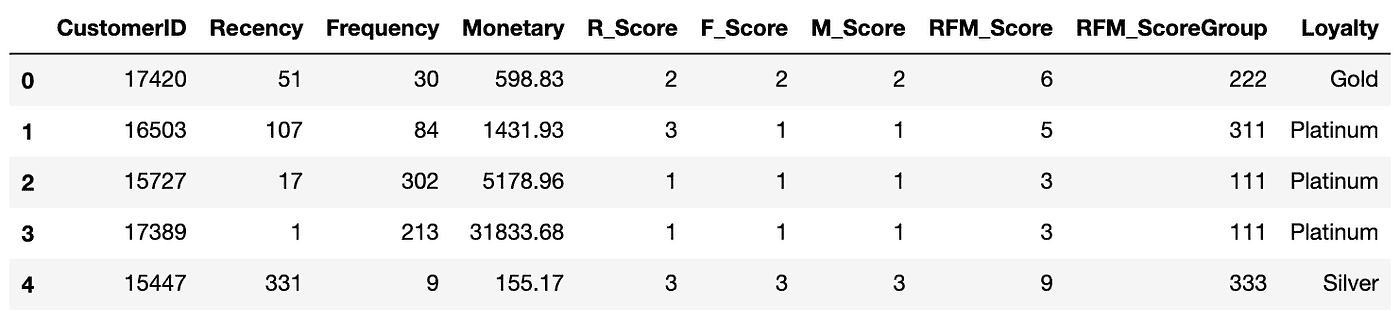 CustomerID Recency Frequency Monetary R_Score F_Score M_Score RFM_Score RFM_ScoreGroup Loyalty
0 17420 51 30 598.83 2 2 2 6 222 Gold
1 16503 107 84 1431.93 3 1 1 5 311 Platinum
2 15727 17 302 5178.96 1 1 1 3 111 Platinum
3 17389 1 213 31833.68 1 1 1 3 111 Platinum
4 15447 331 9 155.17 3 3 3 9 333 Silver